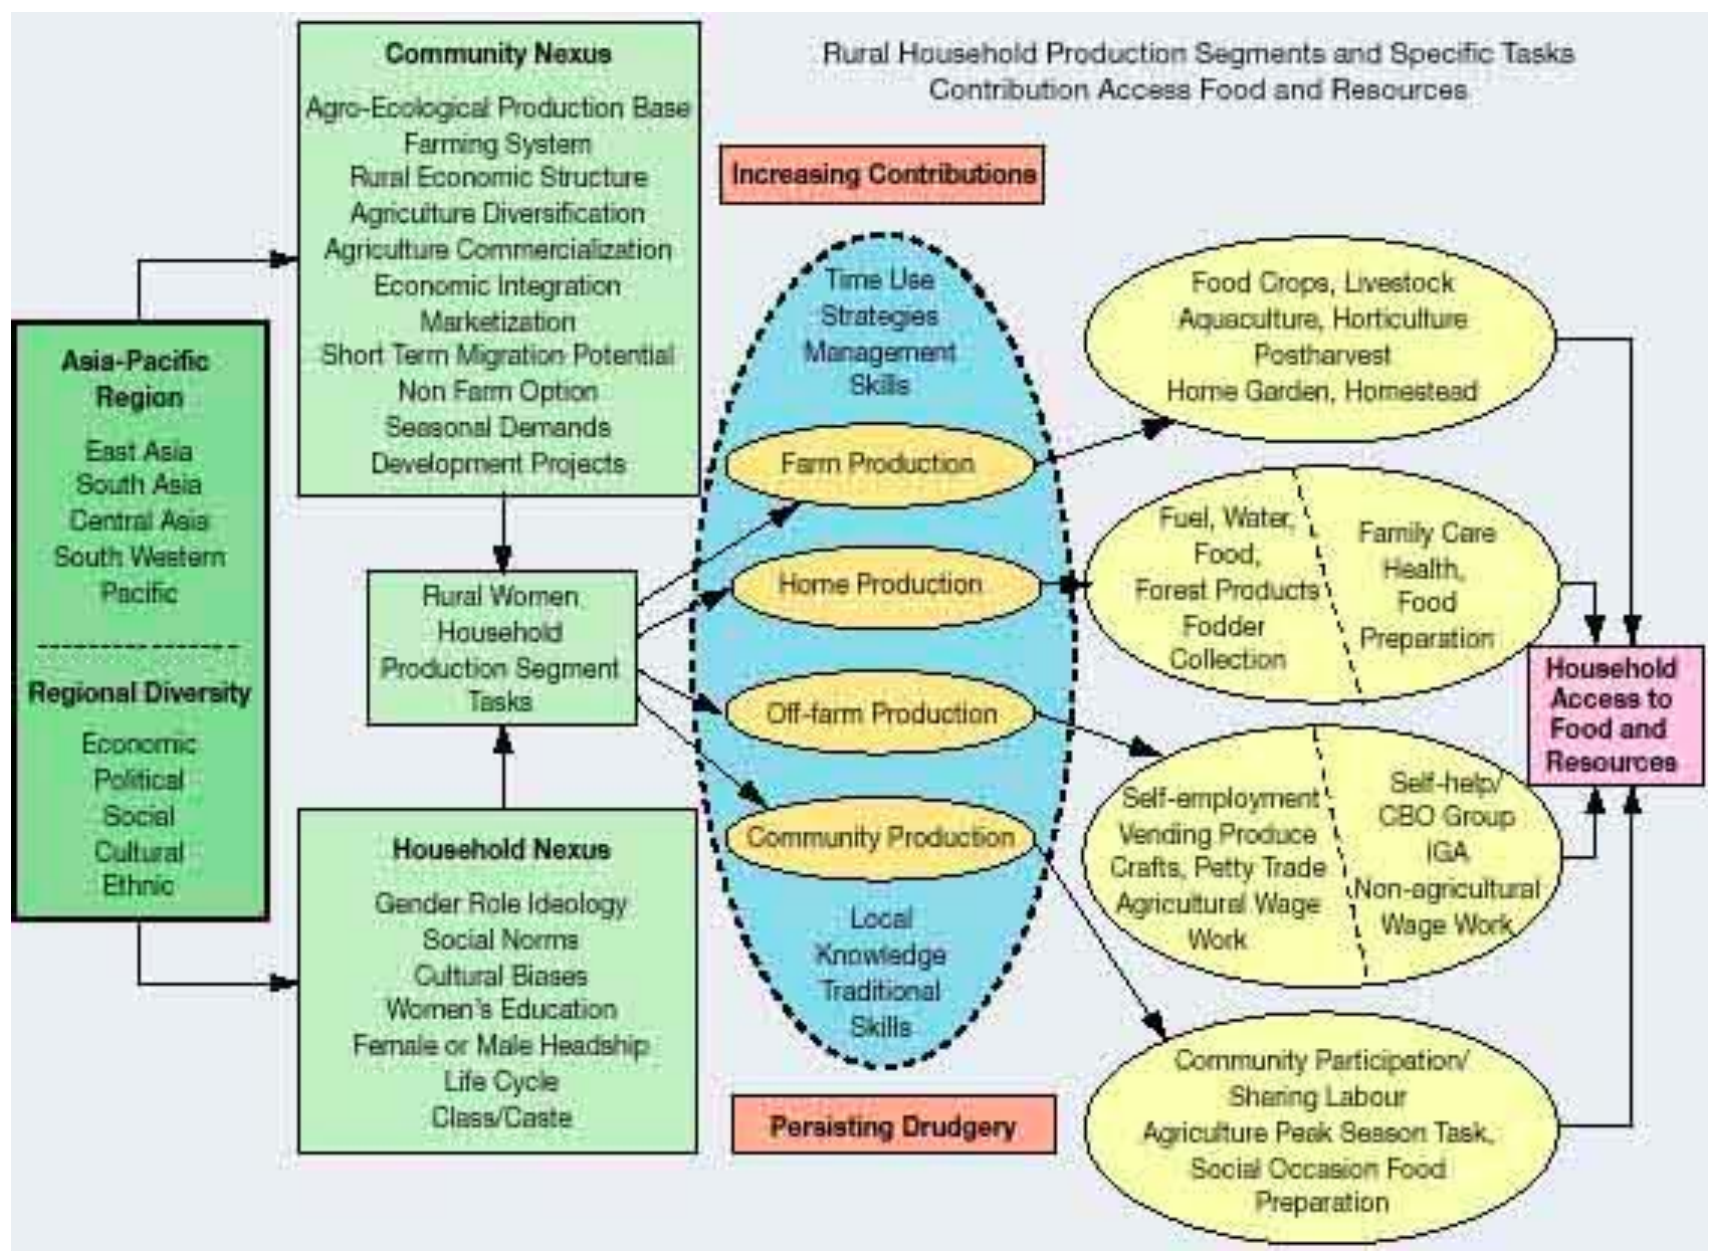 Rural Household Production Segments and Specific Tasks
Contribution Access Food and Resources
Asia-Pacific
Region
East Asia
South Asia
Central Asia
South Western
Pacific
Regional Diversity
Economic
Political
Social
Cultural
Ethnic
Community Nexus
Agro-Ecological Production Base
Farming System
Rural Economic Structure
Agriculture Diversification
Agriculture Commercialization
Economic Integration
Marketization
Short Term Migration Potential
Non Farm Option
Seasonal Demands
Development Projects
Rural Women
Household
Production Segment
Tasks
Household Nexus
Gender Role Ideology
Social Norms
Cultural Biases
Women's Education
Female or Male Headship
Life Cycle
Class/Caste
Increasing Contributions
Time Use
Strategies
Management
Skills
Farm Production
Home Production
Off-farm Production
Community Production
Local
Knowledge
Traditional
Skills
Persisting Drudgery
Food Crops, Livestock
Aquaculture, Horticulture
Postharvest
Home Garden, Homestead
Fuel, Water,
Food,
Forest Products
Fodder
Collection
Family Care
Health,
Food
Preparation
Self-employment
Vending Produce
Crafts, Petty Trade
Agricultural Wage
Work
Self-help/
CBO Group
IGA
Non-agricultural
Wage Work
Community Participation/
Sharing Labour
Agriculture Peak Season Task,
Social Occasion Food
Preparation
Household
Access to
Food and
Resources